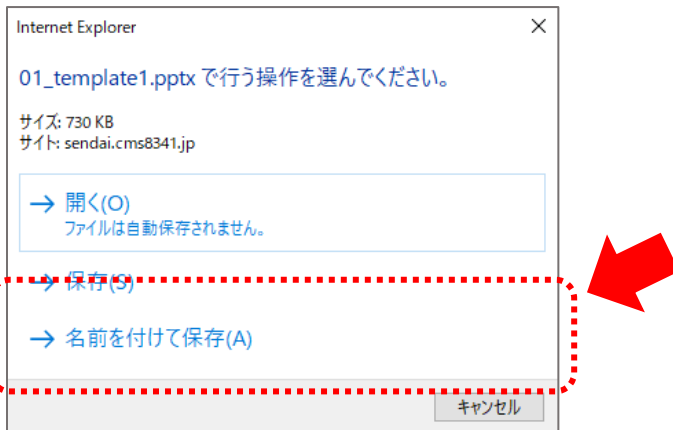 Internet Explorer
01_template1.pptx で行う操作を選んでください。
サイズ: 730 KB
サイト: sendai.cms8341.jp
→ 開く(O)
ファイルは自動保存されません。
→ 保存(S)
→ 名前を付けて保存(A)
キャンセル